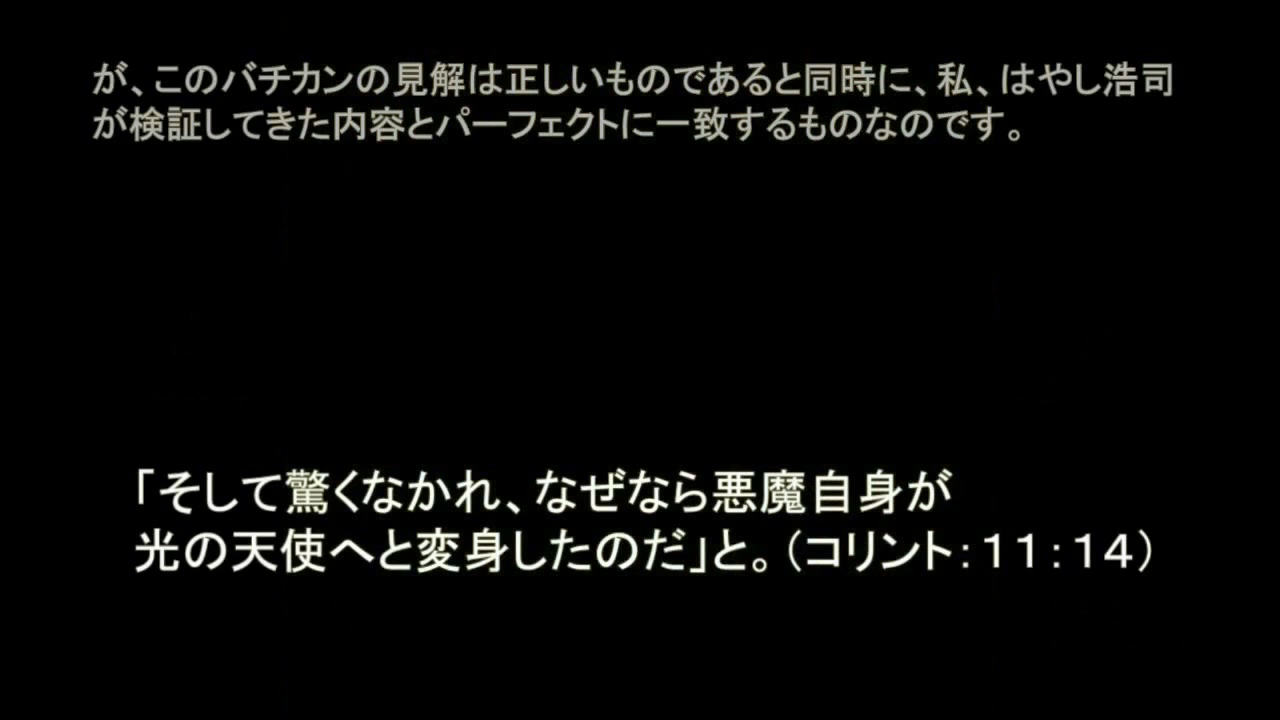 が、このバチカンの見解は正しいものであると同時に、私、はやし浩司
が検証してきた内容とパーフェクトに一致するものなのです。
「そして驚くなかれ、なぜなら悪魔自身が
光の天使へと変身したのだ」と。（コリント：１１：１４）